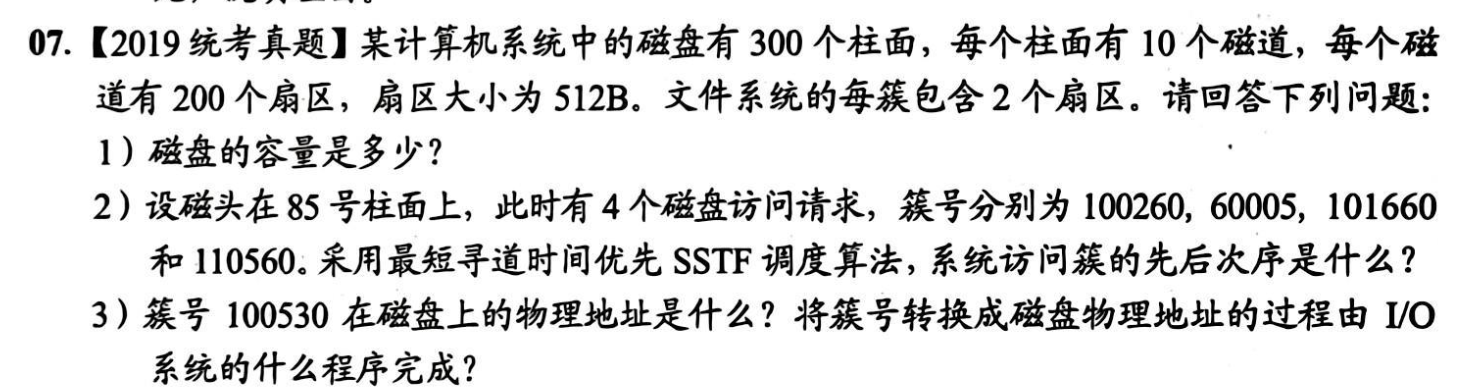 07.【2019统考真题】某计算机系统中的磁盘有 300 个柱面，每个柱面有 10 个磁道，每个磁
道有 200 个扇区，扇区大小为 512B。文件系统的每簇包含 2 个扇区。请回答下列问题：
1）磁盘的容量是多少？
2）设磁头在 85 号柱面上，此时有 4 个磁盘访问请求，簇号分别为 100260, 60005, 101660
和 110560。采用最短寻道时间优先 SSTF 调度算法，系统访问簇的先后次序是什么？
3）簇号 100530 在磁盘上的物理地址是什么？将簇号转换成磁盘物理地址的过程由 I/O
系统的什么程序完成？